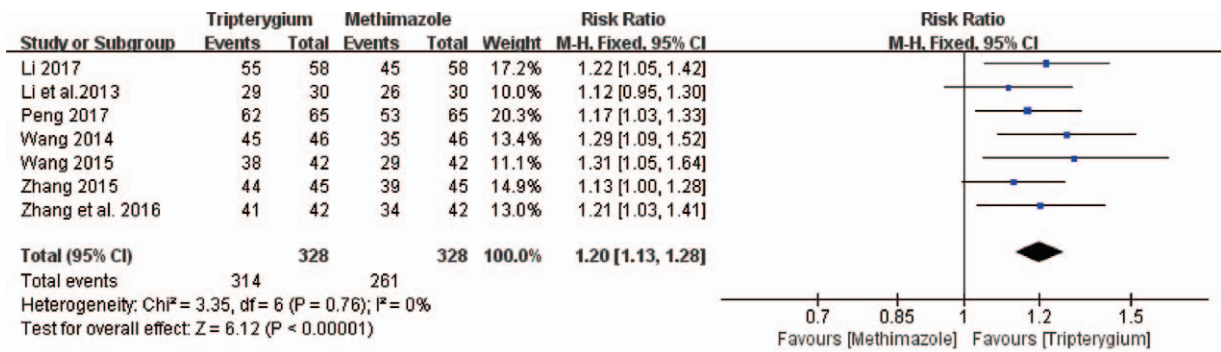 Tripterygium Methimazole Risk Ratio Risk Ratio
Study or Subgroup Events Total Events Total Weight M-H, Fixed, 95% CI M-H, Fixed, 95% CI
Li 2017 55 58 45 58 17.2% 1.22 [1.05, 1.42]
Li et al.2013 29 30 26 30 10.0% 1.12 [0.95, 1.30]
Peng 2017 62 65 53 65 20.3% 1.17 [1.03, 1.33]
Wang 2014 45 46 35 46 13.4% 1.29 [1.09, 1.52]
Wang 2015 38 42 29 42 11.1% 1.31 [1.05, 1.64]
Zhang 2015 44 45 39 45 14.9% 1.13 [1.00, 1.28]
Zhang et al. 2016 41 42 34 42 13.0% 1.21 [1.03, 1.41]
Total (95% CI) 328 328 100.0% 1.20 [1.13, 1.28]
Total events 314 261
Heterogeneity: Chi² = 3.35, df = 6 (P = 0.76); I² = 0%
Test for overall effect: Z = 6.12 (P < 0.00001)
0.7 0.85 1 1.2 1.5
Favours [Methimazole] Favours [Tripterygium]